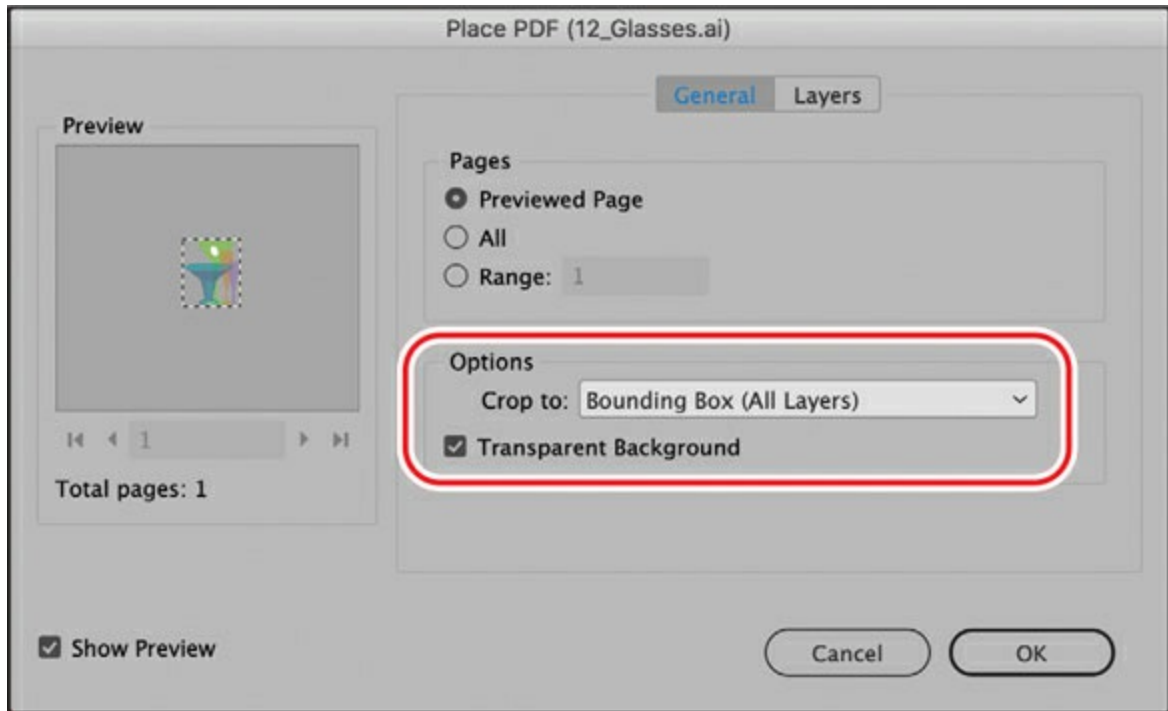 Place PDF (12_Glasses.ai)
General Layers
Preview
Pages
Previewed Page
All
Range: 1
Options
Crop to: Bounding Box (All Layers)
Transparent Background
1
Total pages: 1
Show Preview
Cancel OK